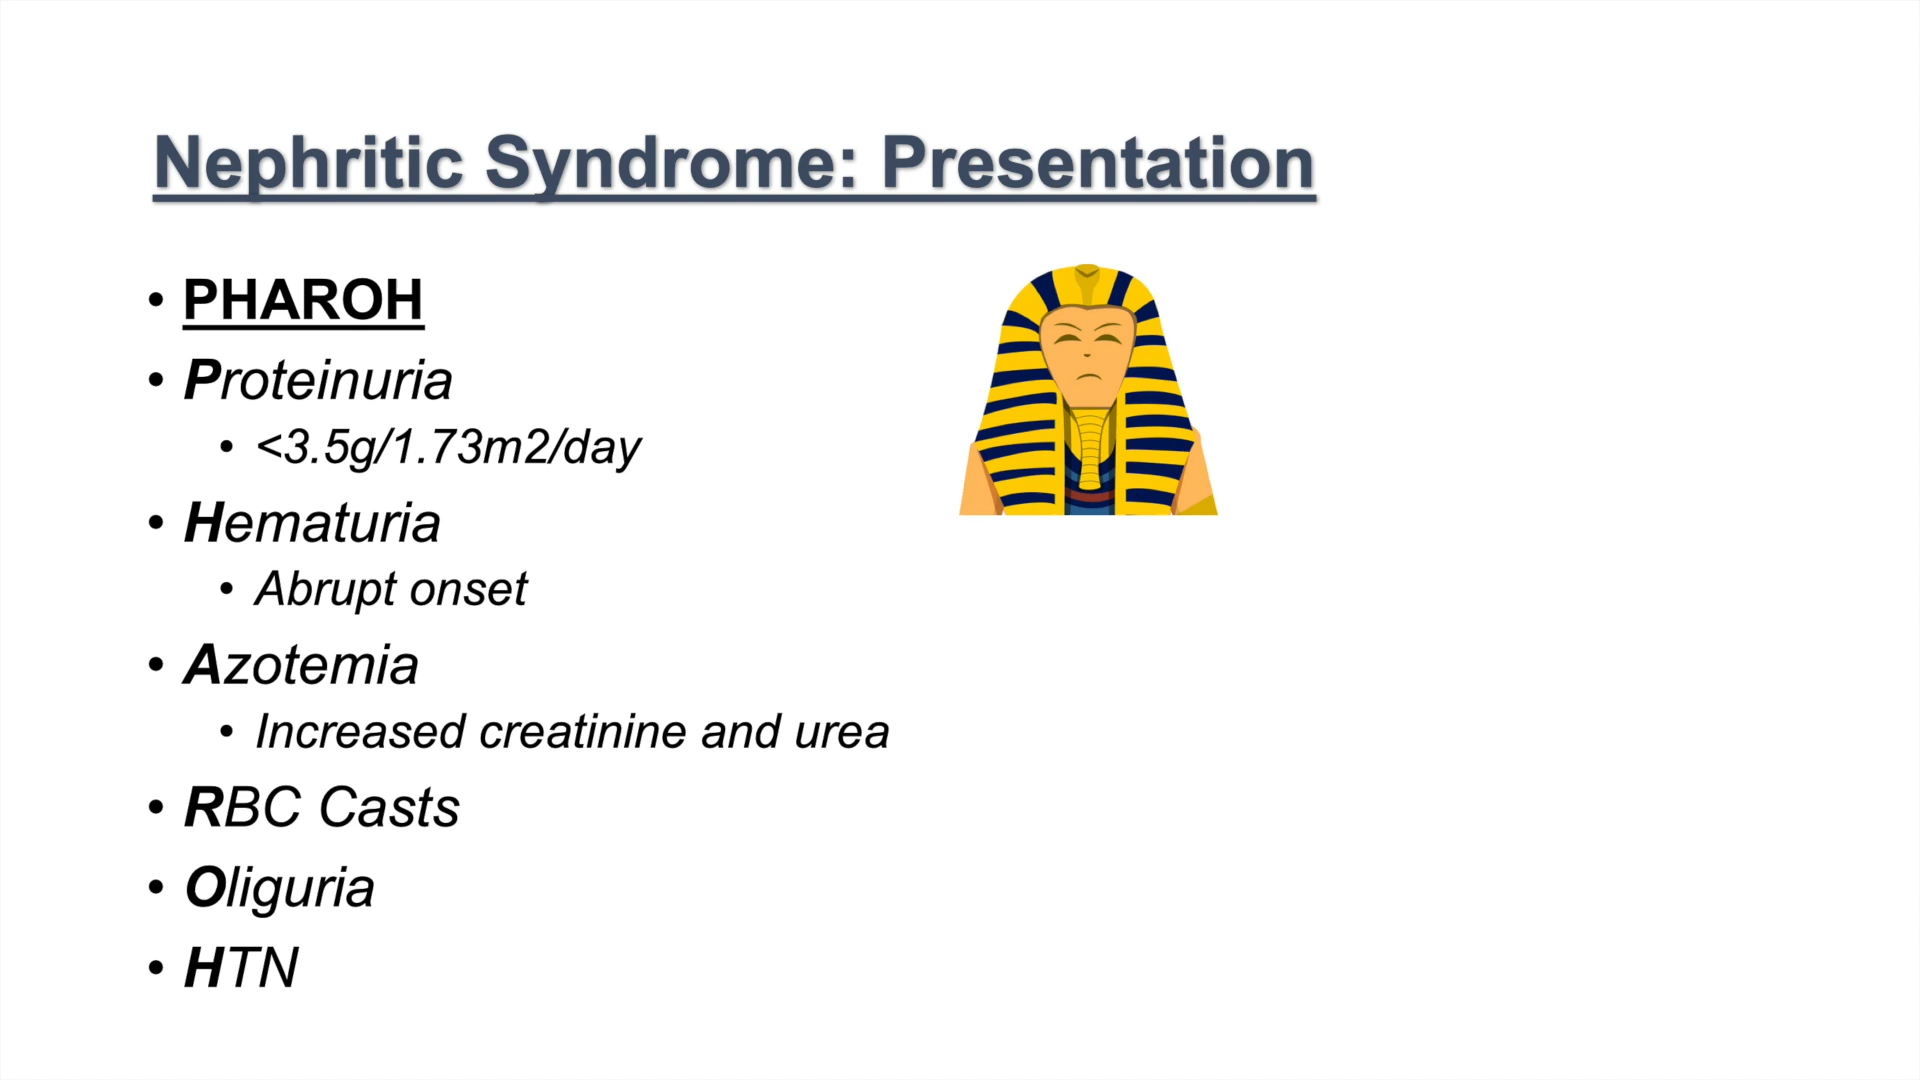 Nephritic Syndrome: Presentation
• PHAROH
• Proteinuria
• <3.5g/1.73m2/day
• Hematuria
• Abrupt onset
• Azotemia
• Increased creatinine and urea
• RBC Casts
• Oliguria
• HTN